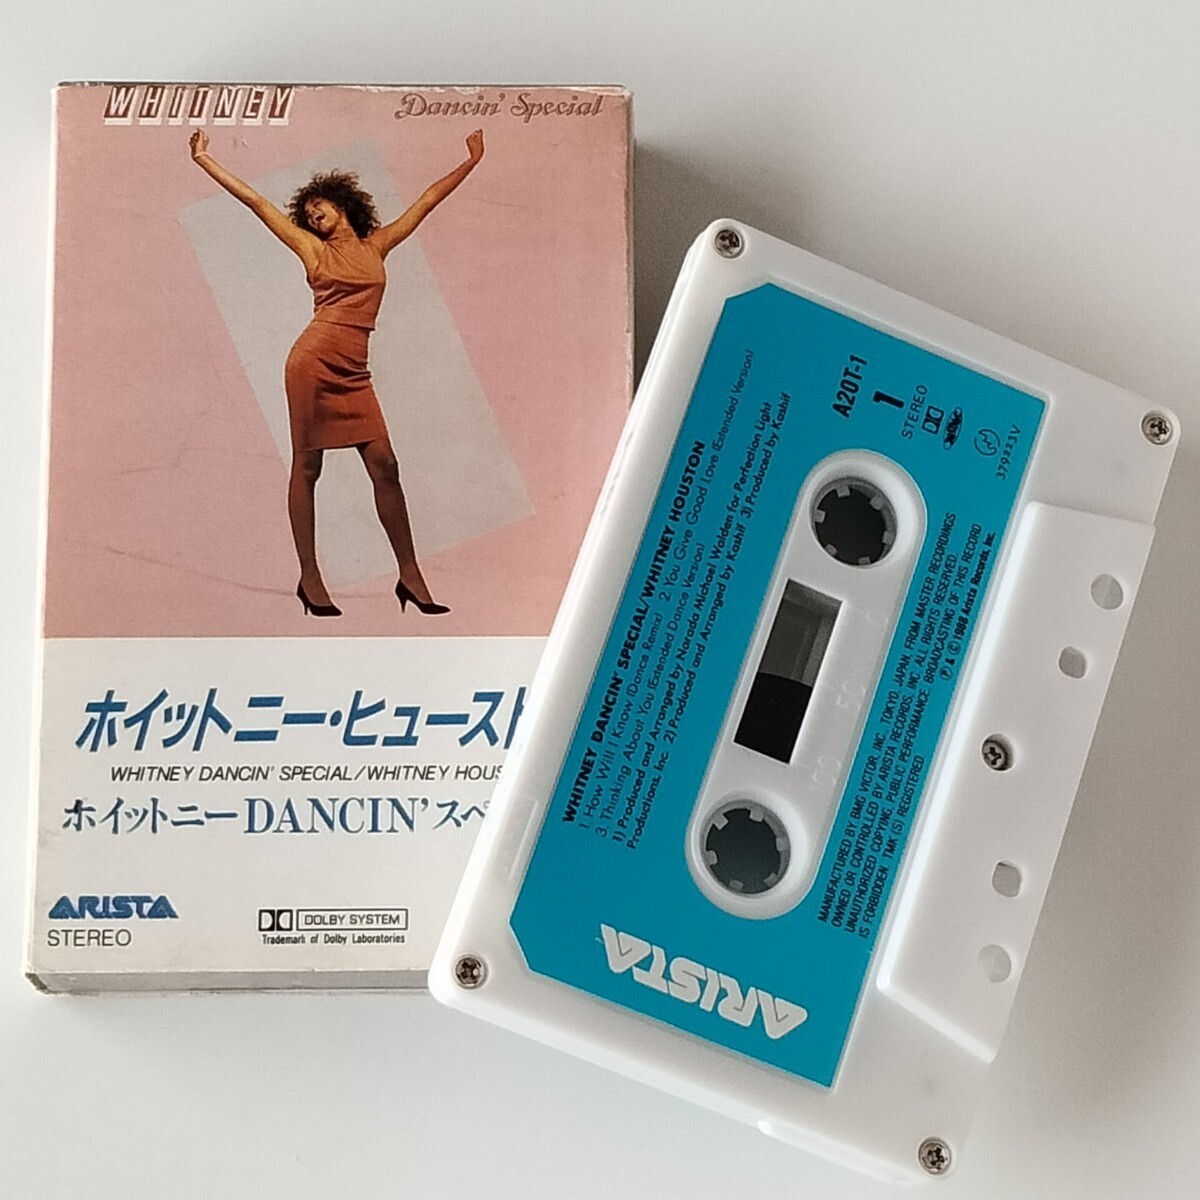 WHITNEY
Dancin' Special
ホイットニー・ヒュースト
WHITNEY DANCIN' SPECIAL/WHITNEY HOUS
ホイットニーDANCIN'スペ
ARISTA
STEREO
DOLBY SYSTEM
Trademark of Dolby Laboratories
A20T-1
1
STEREO
379223V
WHITNEY DANCIN' SPECIAL/WHITNEY HOUSTON
1. How Will I Know (Dance Remix) 2. You Give Good Love (Extended Version)
3. Thinking About You (Extended Dance Version)
1) Produced and Arranged by Narada Michael Walden for Perfection Light
Productions, Inc. 2) Produced and Arranged by Kashif 3) Produced by Kashif
50
00
MANUFACTURED BY BMG VICTOR, INC. TOKYO, JAPAN. FROM MASTER RECORDINGS
OWNED OR CONTROLLED BY ARISTA RECORDS, INC. ALL RIGHTS RESERVED.
UNAUTHORIZED COPYING, PUBLIC PERFORMANCE, BROADCASTING OF THIS RECORD
IS FORBIDDEN. TMK (S) REGISTERED
℗ & © 1986 Arista Records, Inc.
ARISTA